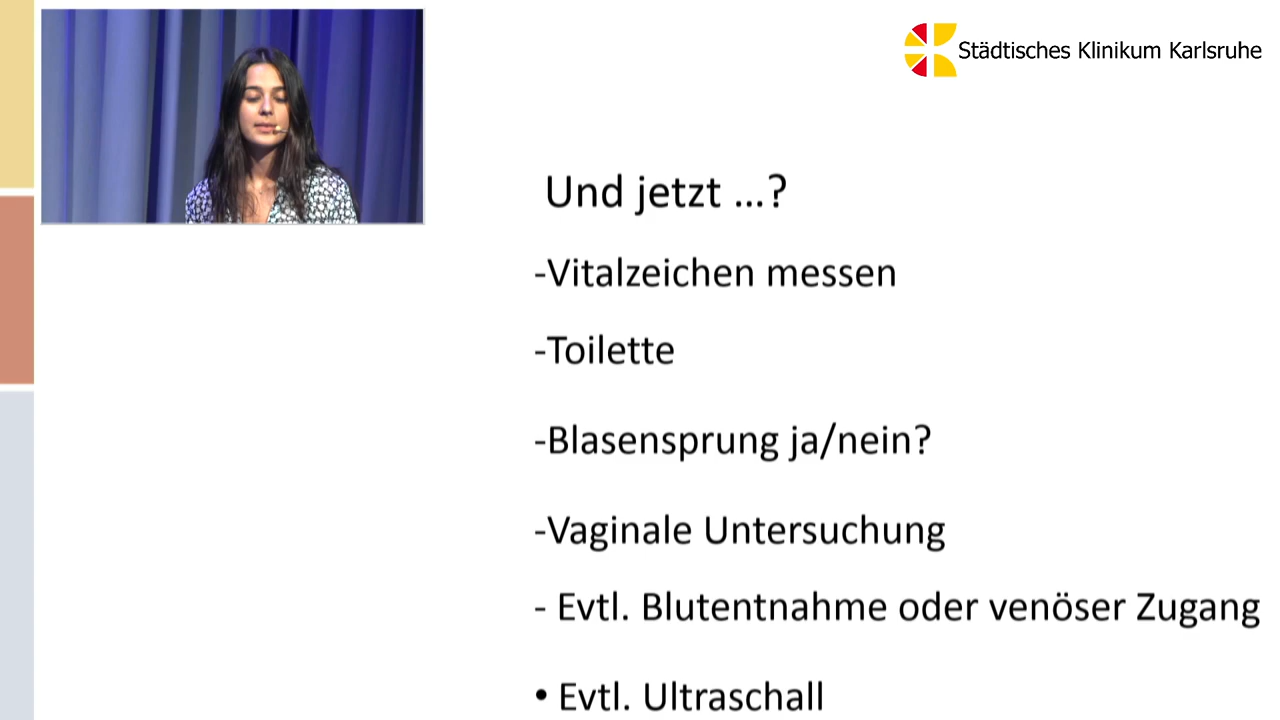 Städtisches Klinikum Karlsruhe
Und jetzt ...?
-Vitalzeichen messen
-Toilette
-Blasensprung ja/nein?
-Vaginale Untersuchung
- Evtl. Blutentnahme oder venöser Zugang
• Evtl. Ultraschall